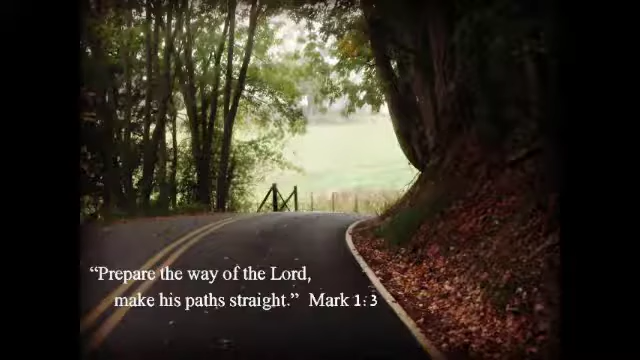 “Prepare the way of the Lord,
make his paths straight.” Mark 1:3